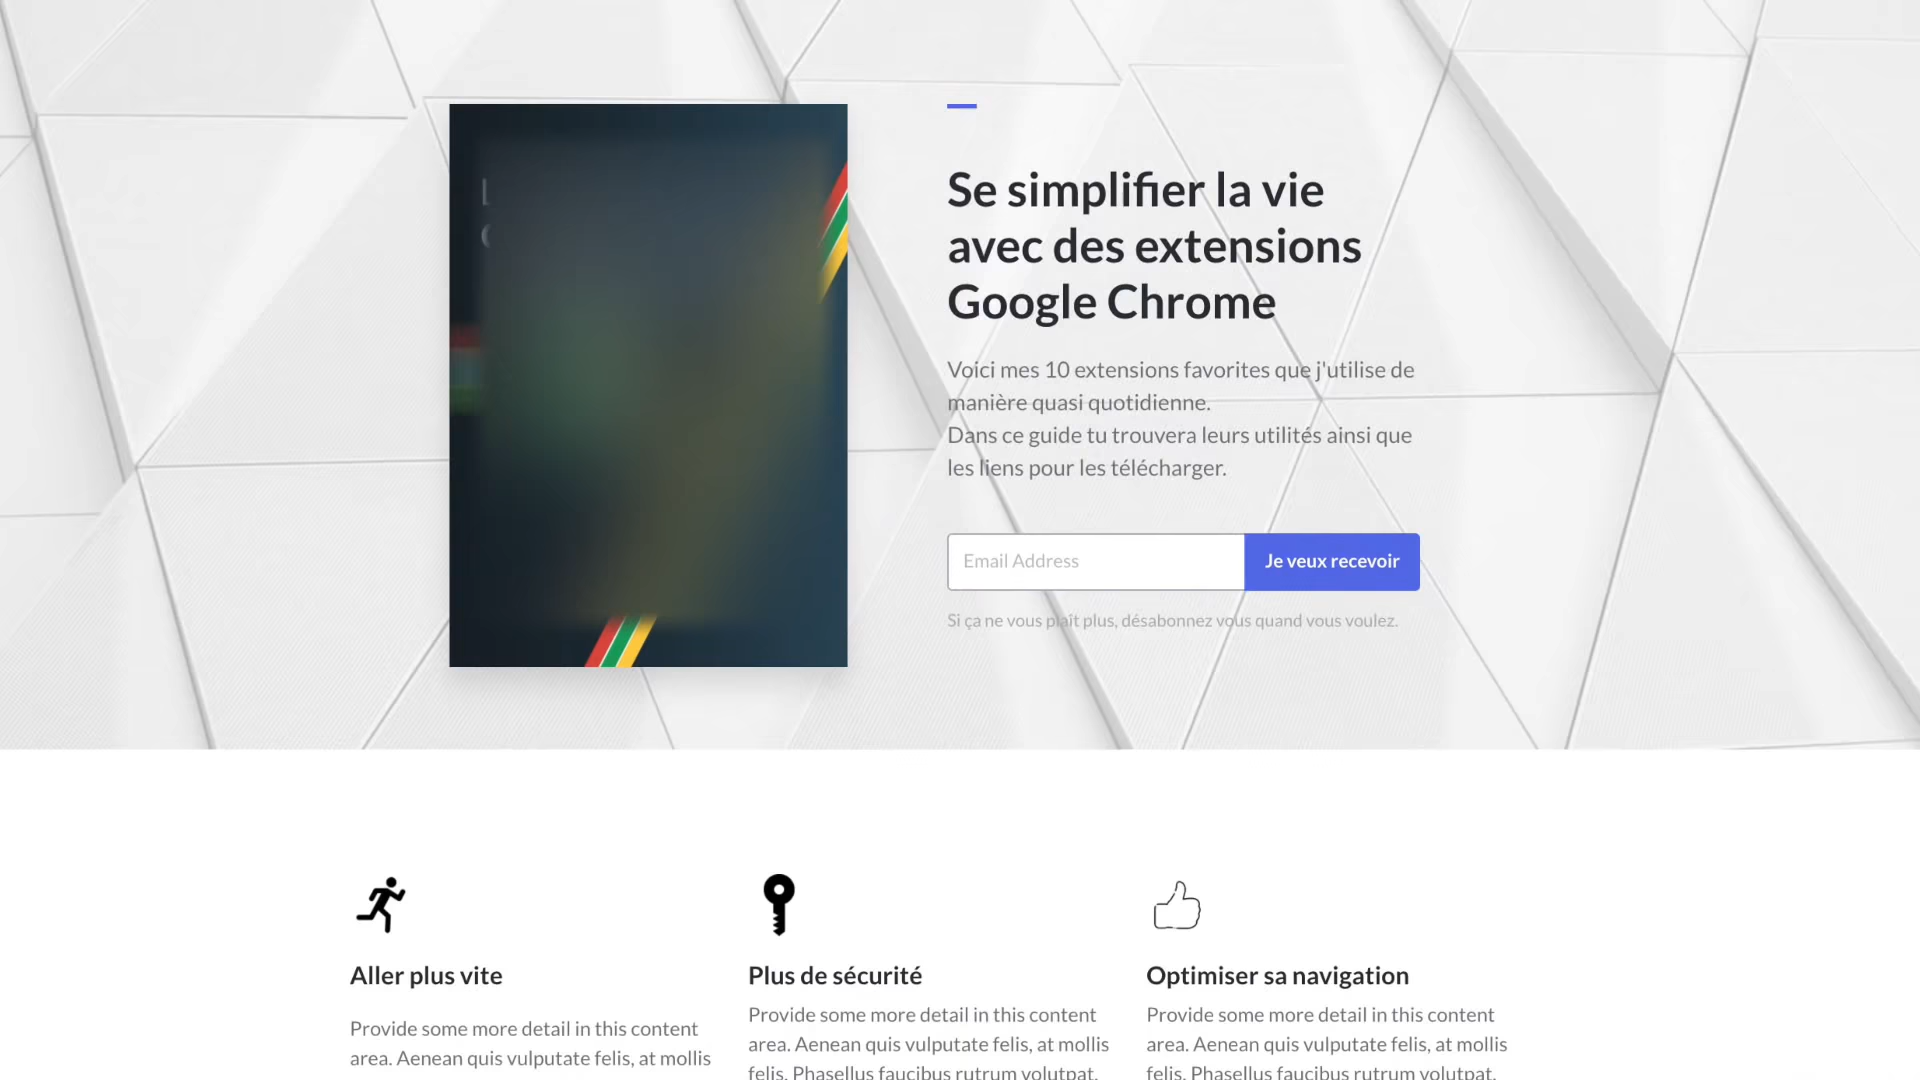 Se simplifier la vie
avec des extensions
Google Chrome
Voici mes 10 extensions favorites que j'utilise de
manière quasi quotidienne.
Dans ce guide tu trouvera leurs utilités ainsi que
les liens pour les télécharger.
Email Address
Je veux recevoir
Si ça ne vous plaît plus, désabonnez vous quand vous voulez.
Aller plus vite
Provide some more detail in this content
area. Aenean quis vulputate felis, at mollis
Plus de sécurité
Provide some more detail in this content
area. Aenean quis vulputate felis, at mollis
felis. Phasellus faucibus rutrum volutpat.
Optimiser sa navigation
Provide some more detail in this content
area. Aenean quis vulputate felis, at mollis
felis. Phasellus faucibus rutrum volutpat.